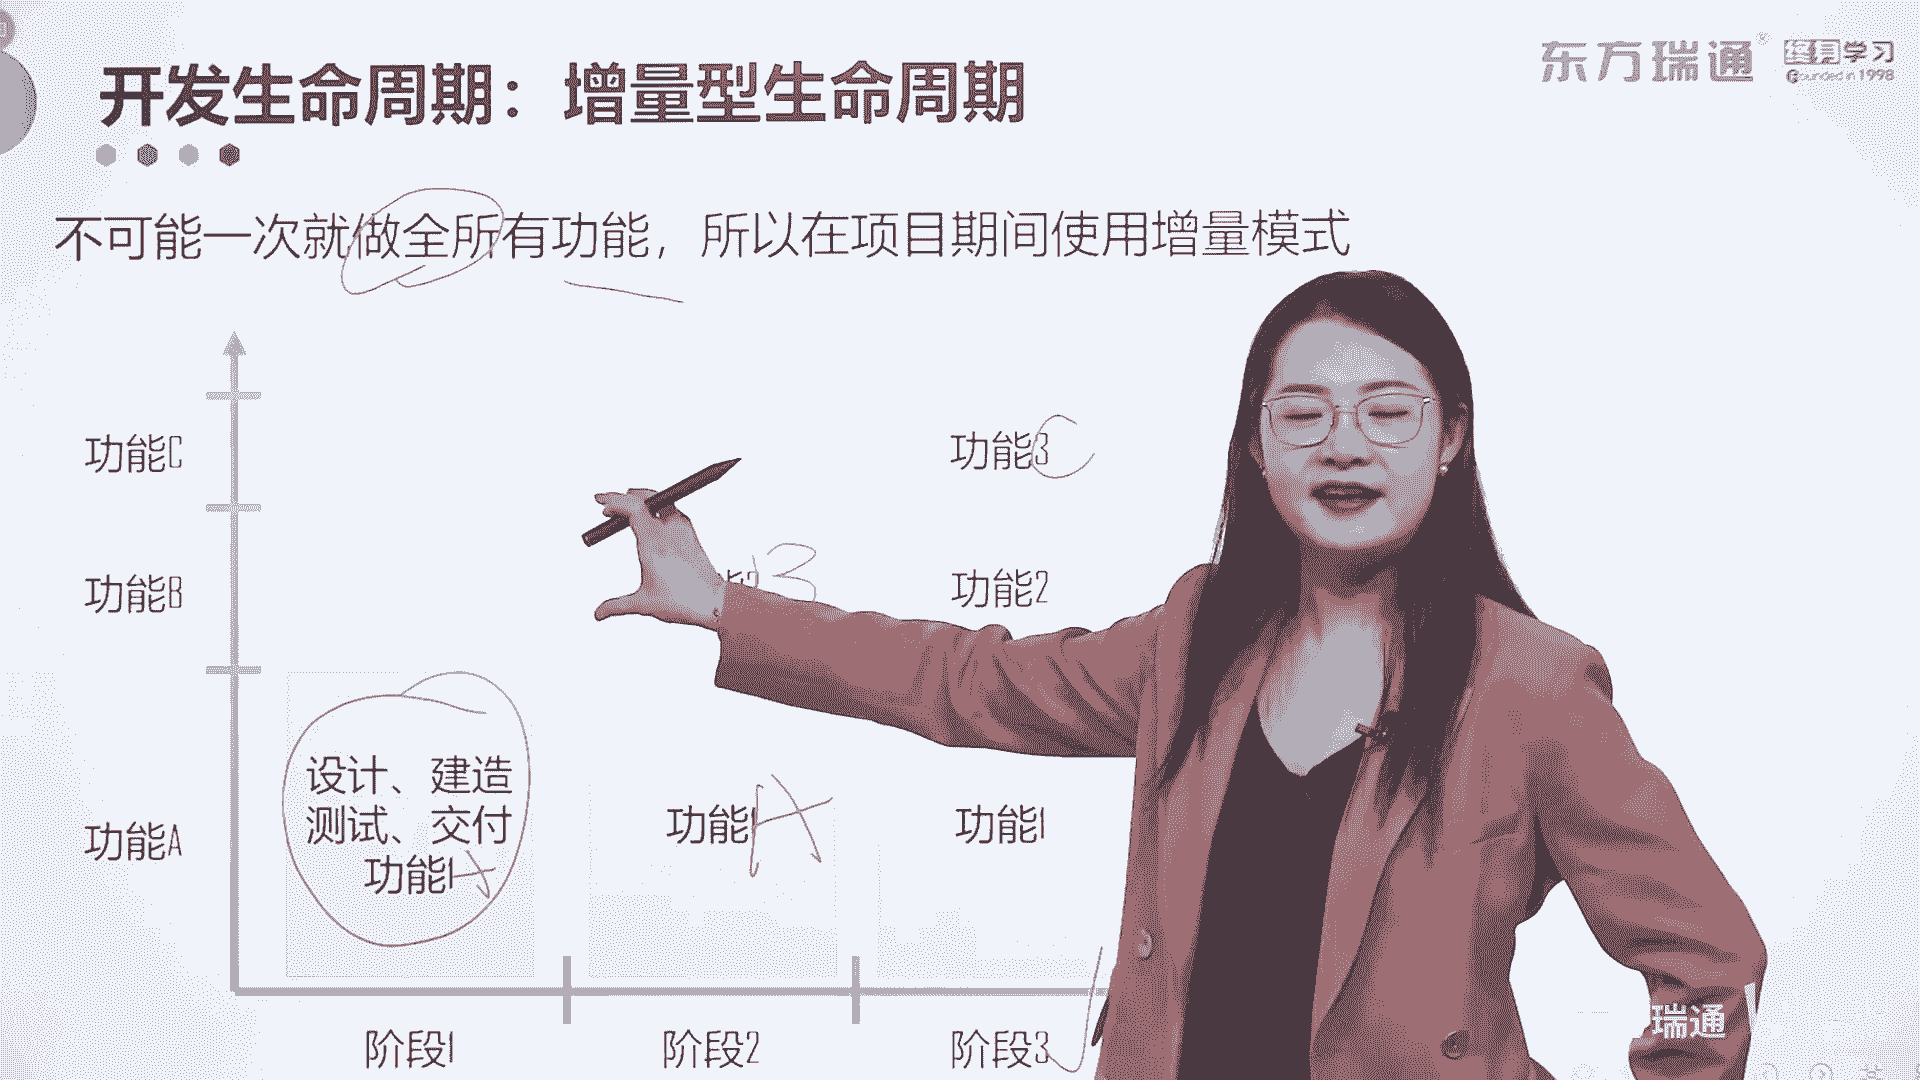 东方瑞通® 终身学习
Founded in 1998
开发生命周期：增量型生命周期
不可能一次就做全所有功能，所以在项目期间使用增量模式
功能C
功能3 C
功能B
能2 B
功能2
设计、建造
测试、交付
功能1 A
功能A
功能1 A
功能1
阶段1
阶段2
阶段3
瑞通